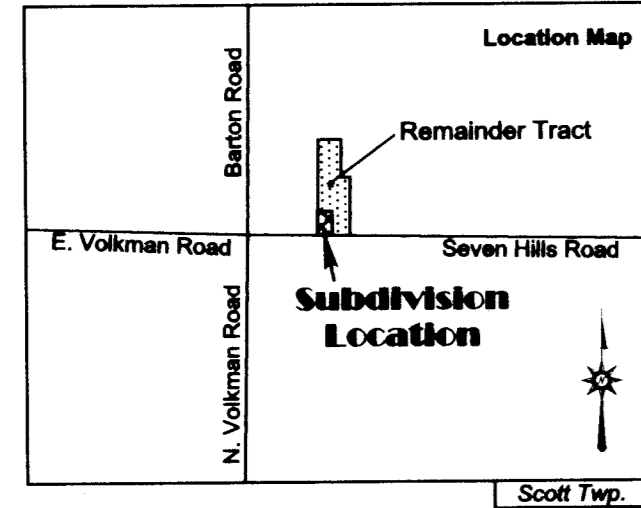 Location Map
Barton Road
Remainder Tract
E. Volkman Road
Seven Hills Road
Subdivision
Location
N. Volkman Road
N
Scott Twp.